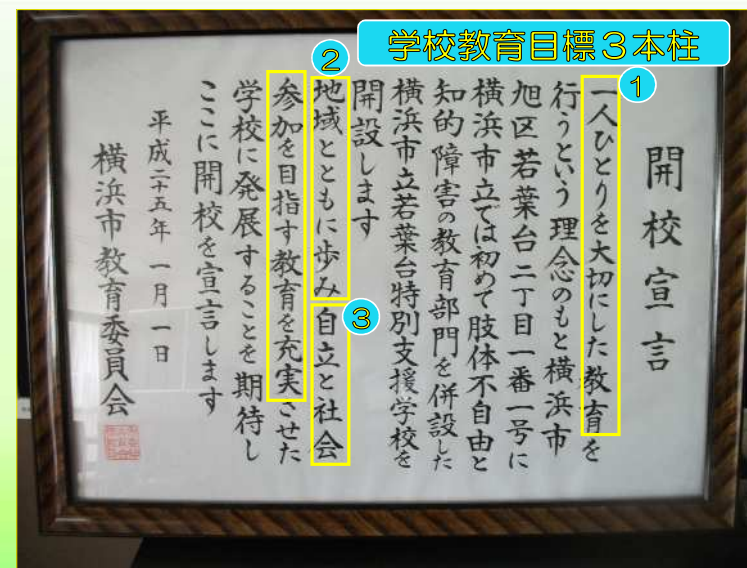 学校教育目標３本柱
①
②
③
開校宣言
一人ひとりを大切にした教育を
行うという理念のもと横浜市
旭区若葉台二丁目一番一号に
横浜市立では初めて肢体不自由と
知的障害の教育部門を併設した
横浜市立若葉台特別支援学校を
開設します
地域とともに歩み自立と社会
参加を目指す教育を充実させた
学校に発展することを期待し
ここに開校を宣言します
平成二十五年一月一日
横浜市教育委員会